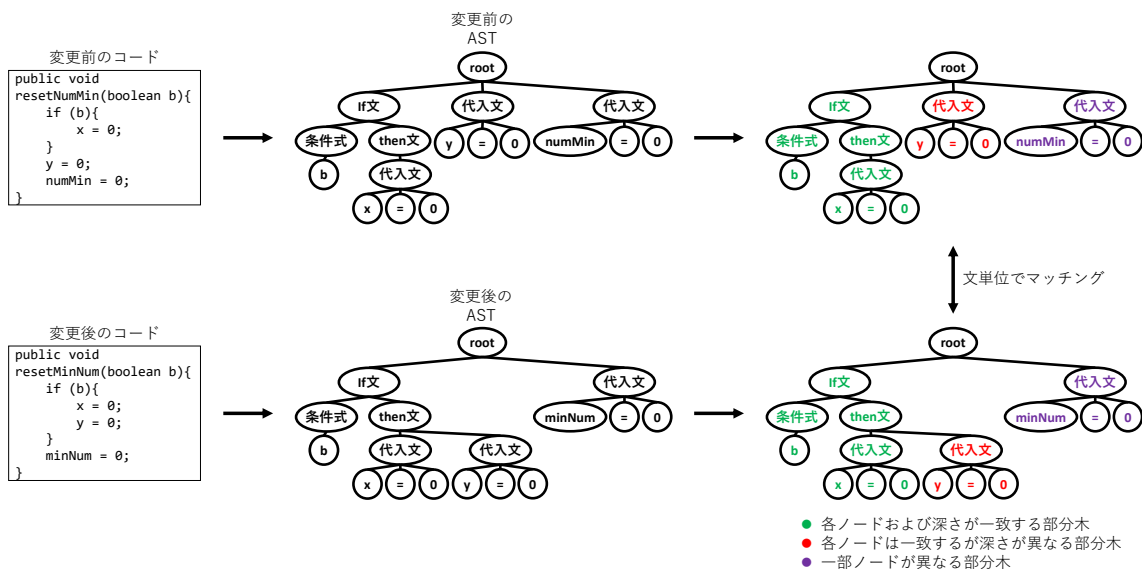 変更前のコード
public void
resetNumMin(boolean b){
    if (b){
        x = 0;
    }
    y = 0;
    numMin = 0;
}
変更前の
AST
root
If文 代入文 代入文
条件式 then文 y = 0 numMin = 0
b 代入文
x = 0
root
If文 代入文 代入文
条件式 then文 y = 0 numMin = 0
b 代入文
x = 0
文単位でマッチング
変更後のコード
public void
resetMinNum(boolean b){
    if (b){
        x = 0;
        y = 0;
    }
    minNum = 0;
}
変更後の
AST
root
If文 代入文
条件式 then文 minNum = 0
b 代入文 代入文
x = 0 y = 0
root
If文 代入文
条件式 then文 minNum = 0
b 代入文 代入文
x = 0 y = 0
各ノードおよび深さが一致する部分木
各ノードは一致するが深さが異なる部分木
一部ノードが異なる部分木